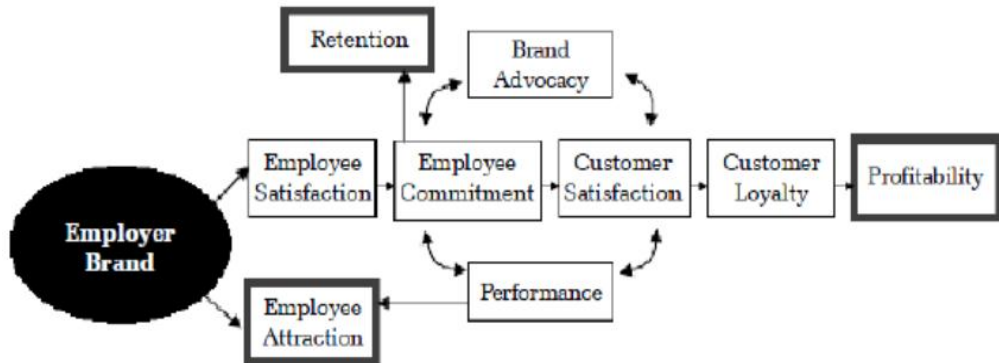 Retention
Brand
Advocacy
Employee
Satisfaction
Employee
Commitment
Customer
Satisfaction
Customer
Loyalty
Profitability
Employer
Brand
Employee
Attraction
Performance